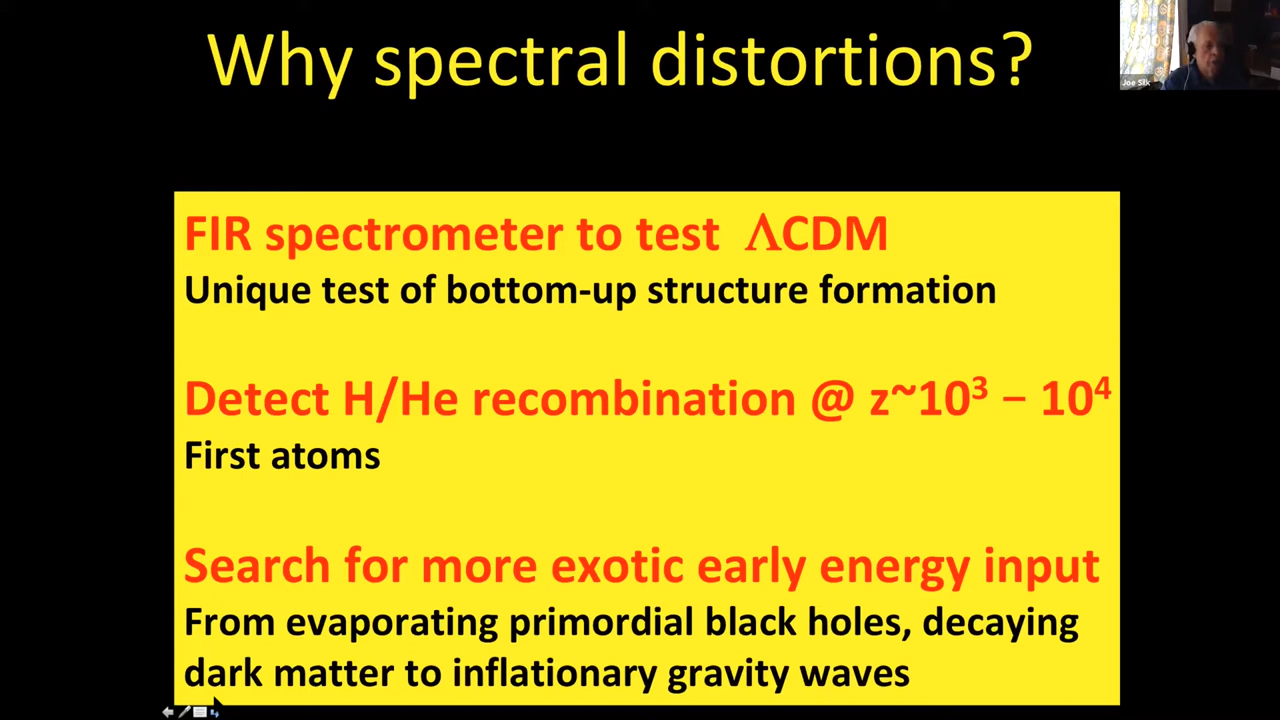 Why spectral distortions?
Joe Silk
FIR spectrometer to test ΛCDM
Unique test of bottom-up structure formation
Detect H/He recombination @ z~10³ – 10⁴
First atoms
Search for more exotic early energy input
From evaporating primordial black holes, decaying
dark matter to inflationary gravity waves